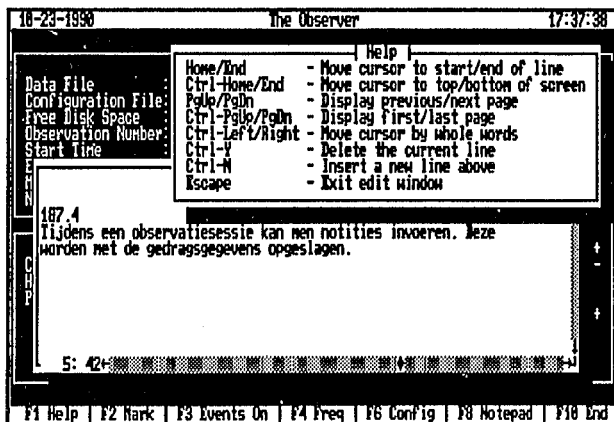 10-23-1990 The Observer 17:37:38
Help
Home/End - Move cursor to start/end of line
Ctrl-Home/End - Move cursor to top/bottom of screen
PgUp/PgDn - Display previous/next page
Ctrl-PgUp/PgDn - Display first/last page
Ctrl-Left/Right - Move cursor by whole words
Ctrl-Y - Delete the current line
Ctrl-N - Insert a new line above
Escape - Exit edit window
Data File :
Configuration File:
Free Disk Space :
Observation Number:
Start Time :
187.4
Tijdens een observatiesessie kan men notities invoeren. Deze
worden met de gedragsgegevens opgeslagen.
5: 42
F1 Help | F2 Mark | F3 Events On | F4 Freq | F6 Config | F8 Notepad | F10 End